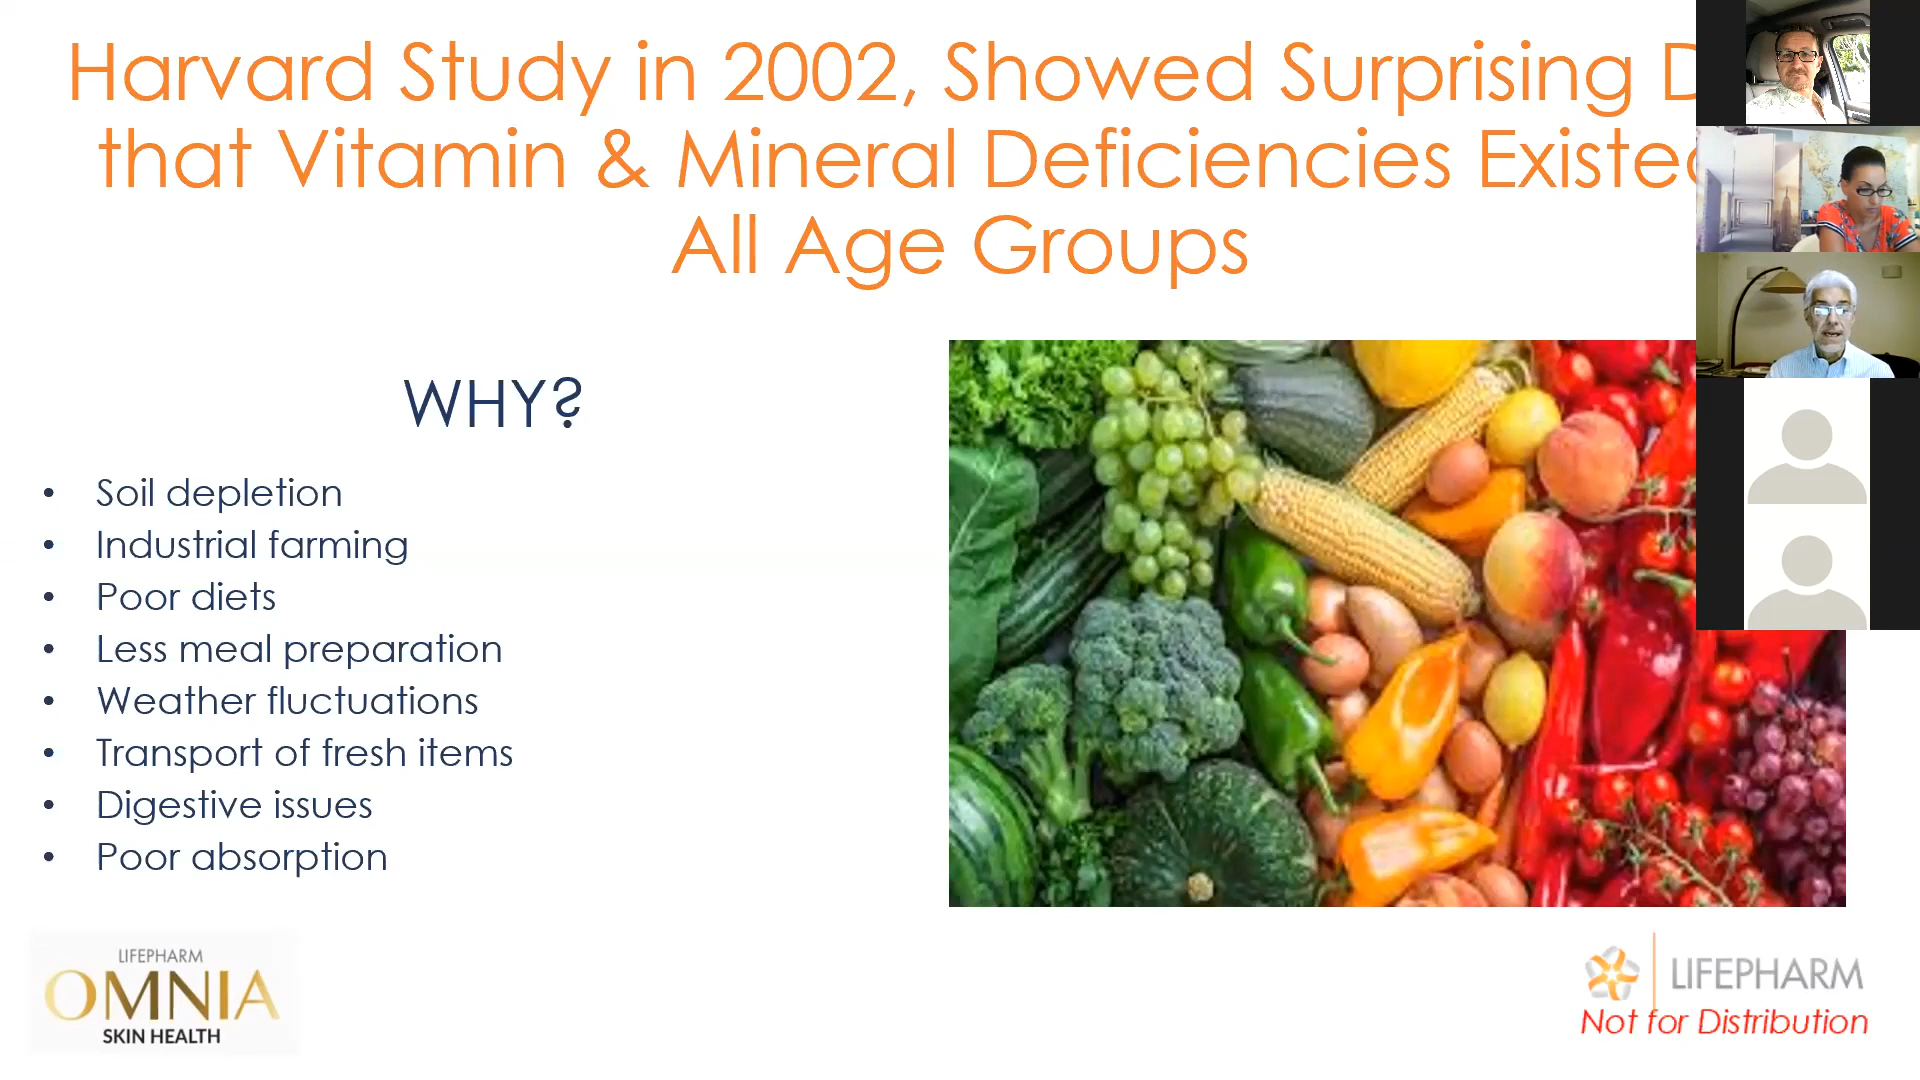 Harvard Study in 2002, Showed Surprising
that Vitamin & Mineral Deficiencies
All Age Groups
WHY?
• Soil depletion
• Industrial farming
• Poor diets
• Less meal preparation
• Weather fluctuations
• Transport of fresh items
• Digestive issues
• Poor absorption
LIFEPHARM
OMNIA
SKIN HEALTH
LIFEPHARM
Not for Distribution